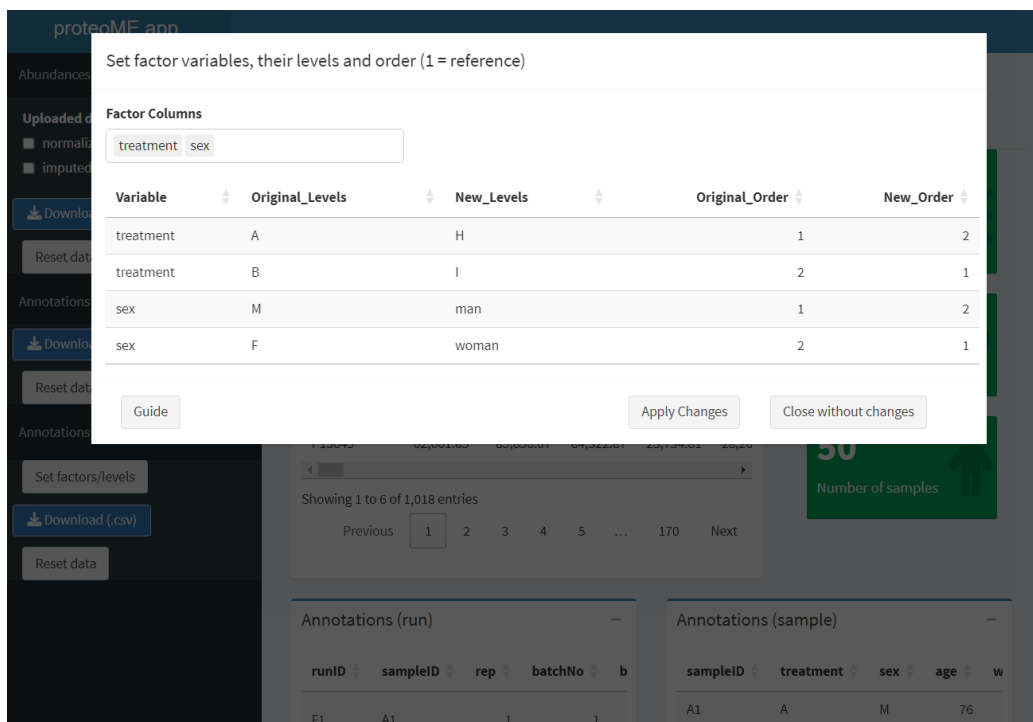 proteoME app
Set factor variables, their levels and order (1 = reference)
Abundances
Factor Columns
Uploaded d
treatment sex
normaliz
imputed
Variable Original_Levels New_Levels Original_Order New_Order
Downloa
treatment A H 1 2
Reset dat
treatment B I 2 1
Annotations
sex M man 1 2
Downloa
sex F woman 2 1
Reset dat
Guide Apply Changes Close without changes
Annotations
50
Set factors/levels
Number of samples
Showing 1 to 6 of 1,018 entries
Download (.csv)
Previous 1 2 3 4 5 … 170 Next
Reset data
Annotations (run) Annotations (sample)
runID sampleID rep batchNo b sampleID treatment sex age w
A1 A M 76
F1 A1 1 1